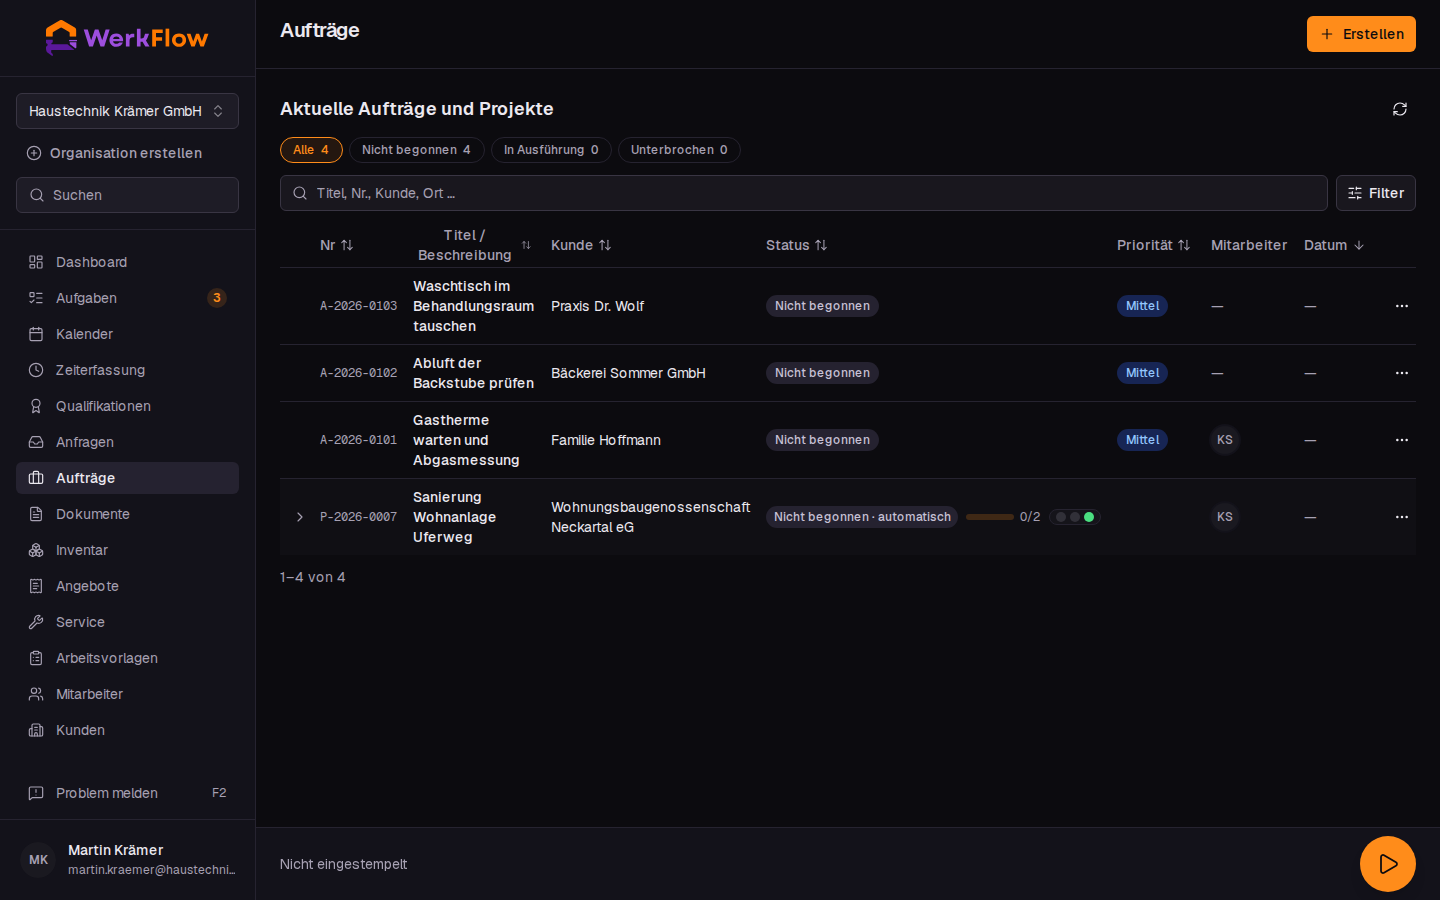 WerkFlow
Aufträge
Erstellen
Haustechnik Krämer GmbH
Organisation erstellen
Suchen
Dashboard
Aufgaben 3
Kalender
Zeiterfassung
Qualifikationen
Anfragen
Aufträge
Dokumente
Inventar
Angebote
Service
Arbeitsvorlagen
Mitarbeiter
Kunden
Problem melden F2
MK
Martin Krämer
martin.kraemer@haustechni...
Aktuelle Aufträge und Projekte
Alle 4 Nicht begonnen 4 In Ausführung 0 Unterbrochen 0
Titel, Nr., Kunde, Ort ...
Filter
Nr Titel / Beschreibung Kunde Status Priorität Mitarbeiter Datum
A-2026-0103 Waschtisch im Behandlungsraum tauschen Praxis Dr. Wolf Nicht begonnen Mittel — —
A-2026-0102 Abluft der Backstube prüfen Bäckerei Sommer GmbH Nicht begonnen Mittel — —
A-2026-0101 Gastherme warten und Abgasmessung Familie Hoffmann Nicht begonnen Mittel KS —
P-2026-0007 Sanierung Wohnanlage Uferweg Wohnungsbaugenossenschaft Neckartal eG Nicht begonnen · automatisch 0/2 KS —
1–4 von 4
Nicht eingestempelt